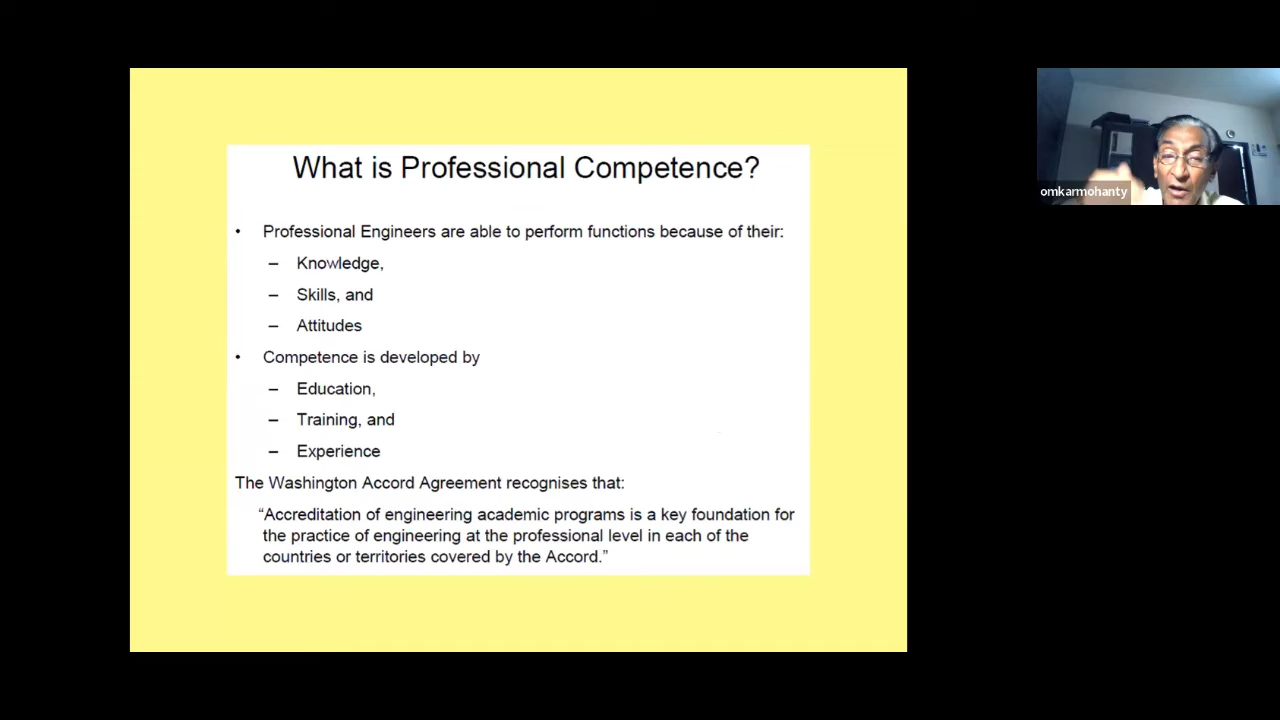 What is Professional Competence?
• Professional Engineers are able to perform functions because of their:
– Knowledge,
– Skills, and
– Attitudes
• Competence is developed by
– Education,
– Training, and
– Experience
The Washington Accord Agreement recognises that:
“Accreditation of engineering academic programs is a key foundation for
the practice of engineering at the professional level in each of the
countries or territories covered by the Accord.”
omkarmohanty